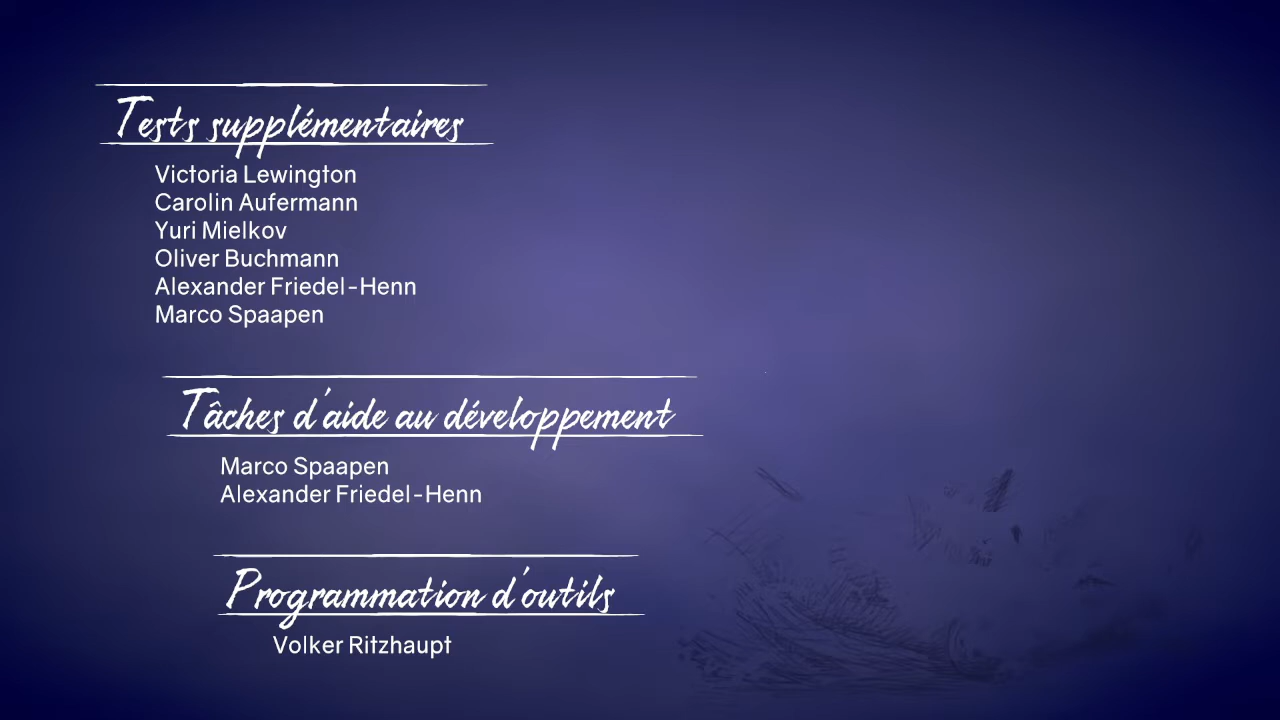 Tests supplémentaires
Victoria Lewington
Carolin Aufermann
Yuri Mielkov
Oliver Buchmann
Alexander Friedel-Henn
Marco Spaapen
Tâches d'aide au développement
Marco Spaapen
Alexander Friedel-Henn
Programmation d'outils
Volker Ritzhaupt